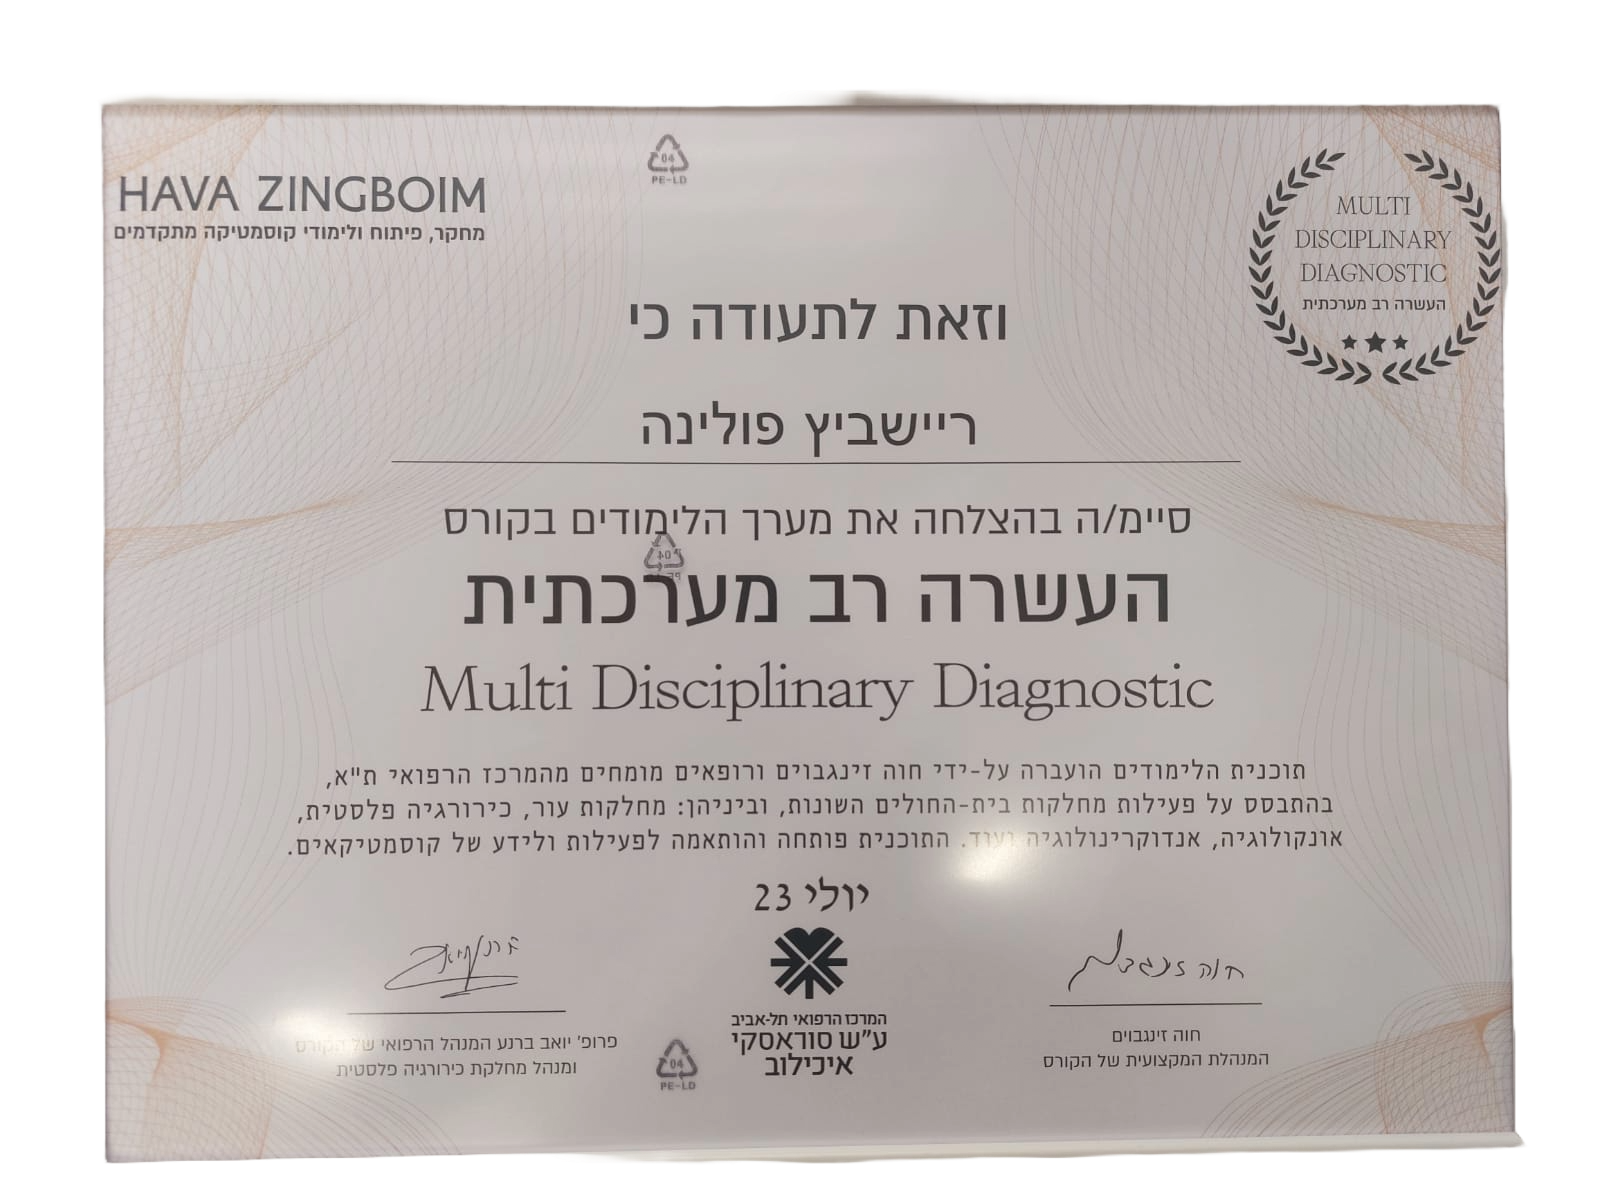 HAVA ZINGBOIM
מחקר, פיתוח ולימודי קוסמטיקה מתקדמים
04
PE-LD
MULTI
DISCIPLINARY
DIAGNOSTIC
העשרה רב מערכתית
וזאת לתעודה כי
ריישביץ פולינה
סיימ/ה בהצלחה את מערך הלימודים בקורס
04
העשרה רב מערכתית
Multi Disciplinary Diagnostic
תוכנית הלימודים הועברה על-ידי חוה זינגבוים ורופאים מומחים מהמרכז הרפואי ת"א,
בהתבסס על פעילות מחלקות בית-החולים השונות, וביניהן: מחלקות עור, כירורגיה פלסטית,
אונקולוגיה, אנדוקרינולוגיה ועוד. התוכנית פותחה והותאמה לפעילות ולידע של קוסמטיקאים.
יולי 23
חוה זינגבוים
חוה זינגבוים
המנהלת המקצועית של הקורס
המרכז הרפואי תל-אביב
ע"ש סוראסקי
איכילוב
פרופ' יואב ברנע המנהל הרפואי של הקורס
ומנהל מחלקת כירורגיה פלסטית
04
PE-LD